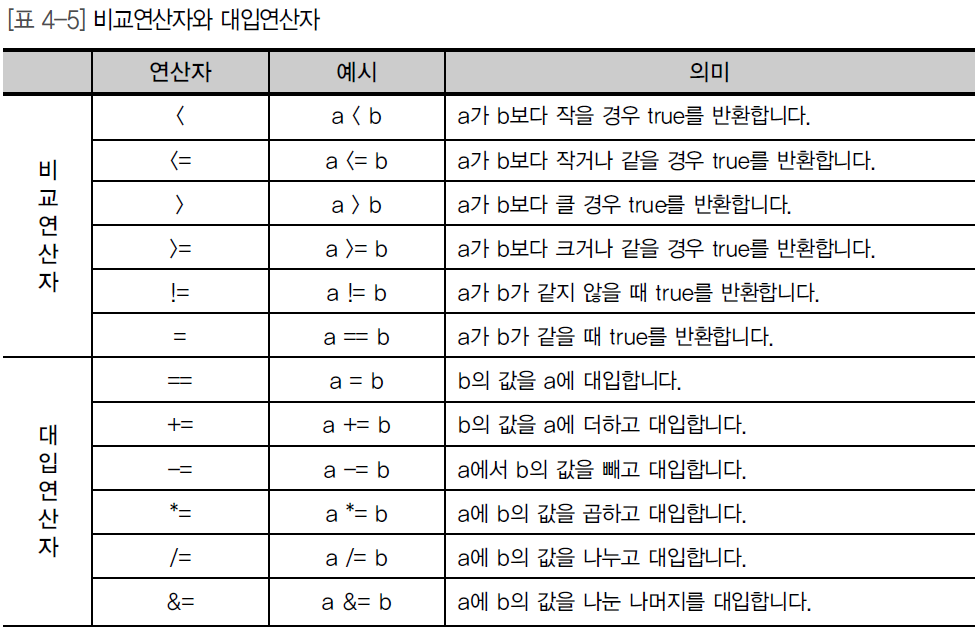 [표 4-5] 비교연산자와 대입연산자
연산자 예시 의미
비교연산자
< a < b a가 b보다 작을 경우 true를 반환합니다.
<= a <= b a가 b보다 작거나 같을 경우 true를 반환합니다.
> a > b a가 b보다 클 경우 true를 반환합니다.
>= a >= b a가 b보다 크거나 같을 경우 true를 반환합니다.
!= a != b a가 b가 같지 않을 때 true를 반환합니다.
= a == b a가 b가 같을 때 true를 반환합니다.
대입연산자
== a = b b의 값을 a에 대입합니다.
+= a += b b의 값을 a에 더하고 대입합니다.
-= a -= b a에서 b의 값을 빼고 대입합니다.
*= a *= b a에 b의 값을 곱하고 대입합니다.
/= a /= b a에 b의 값을 나누고 대입합니다.
&= a &= b a에 b의 값을 나눈 나머지를 대입합니다.